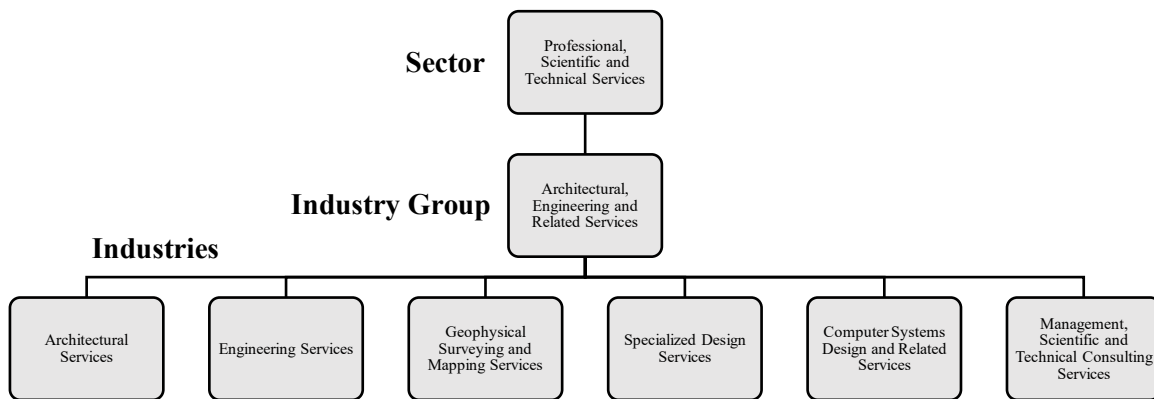 Sector
Professional,
Scientific and
Technical Services
Industry Group
Architectural,
Engineering and
Related Services
Industries
Architectural
Services
Engineering Services
Geophysical
Surveying and
Mapping Services
Specialized Design
Services
Computer Systems
Design and Related
Services
Management,
Scientific and
Technical Consulting
Services